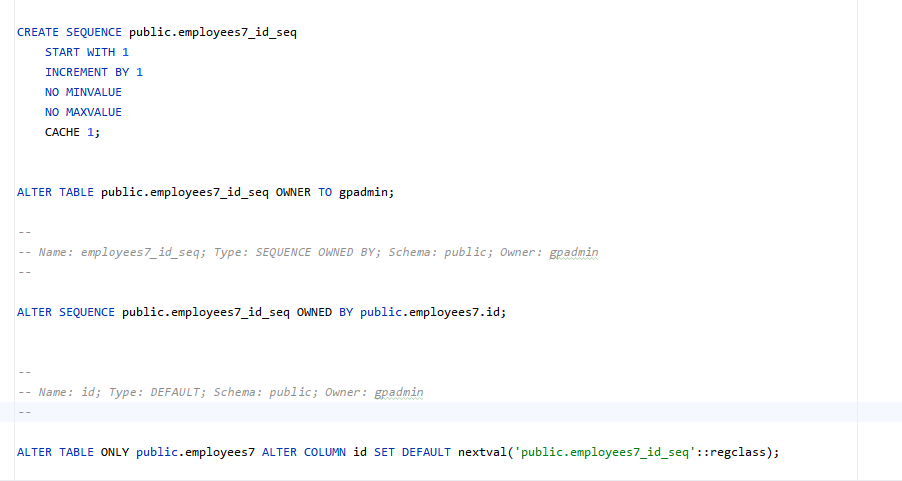 CREATE SEQUENCE public.employees7_id_seq
    START WITH 1
    INCREMENT BY 1
    NO MINVALUE
    NO MAXVALUE
    CACHE 1;
ALTER TABLE public.employees7_id_seq OWNER TO gpadmin;
--
-- Name: employees7_id_seq; Type: SEQUENCE OWNED BY; Schema: public; Owner: gpadmin
--
ALTER SEQUENCE public.employees7_id_seq OWNED BY public.employees7.id;
--
-- Name: id; Type: DEFAULT; Schema: public; Owner: gpadmin
--
ALTER TABLE ONLY public.employees7 ALTER COLUMN id SET DEFAULT nextval('public.employees7_id_seq'::regclass);